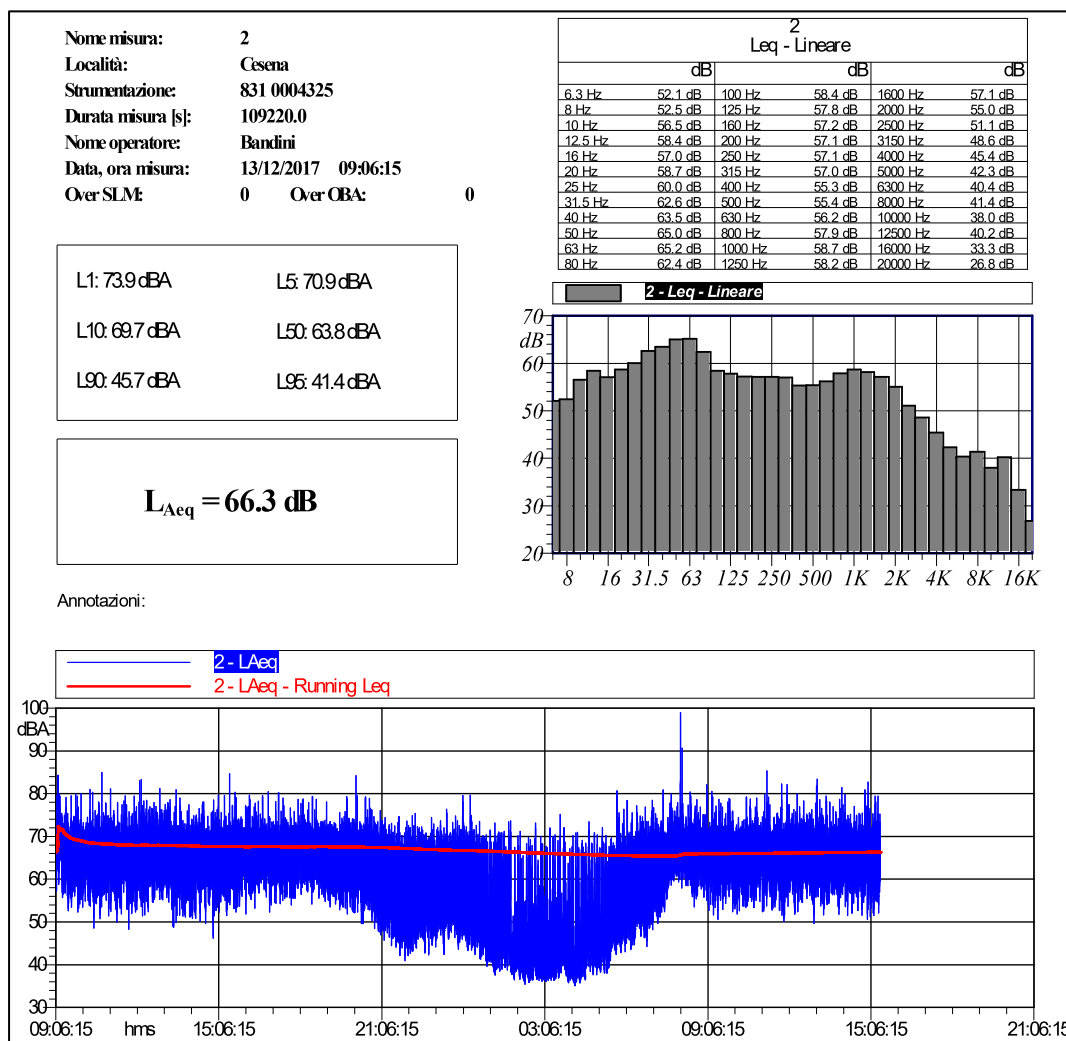 Nome misura: 2
Località: Cesena
Strumentazione: 831 0004325
Durata misura [s]: 109220.0
Nome operatore: Bandini
Data, ora misura: 13/12/2017 09:06:15
Over SLM: 0 Over OBA: 0
2
Leq - Lineare
dB dB dB
6.3 Hz 52.1 dB 100 Hz 58.4 dB 1600 Hz 57.1 dB
8 Hz 52.5 dB 125 Hz 57.8 dB 2000 Hz 55.0 dB
10 Hz 56.5 dB 160 Hz 57.2 dB 2500 Hz 51.1 dB
12.5 Hz 58.4 dB 200 Hz 57.1 dB 3150 Hz 48.6 dB
16 Hz 57.0 dB 250 Hz 57.1 dB 4000 Hz 45.4 dB
20 Hz 58.7 dB 315 Hz 57.0 dB 5000 Hz 42.3 dB
25 Hz 60.0 dB 400 Hz 55.3 dB 6300 Hz 40.4 dB
31.5 Hz 62.6 dB 500 Hz 55.4 dB 8000 Hz 41.4 dB
40 Hz 63.5 dB 630 Hz 56.2 dB 10000 Hz 38.0 dB
50 Hz 65.0 dB 800 Hz 57.9 dB 12500 Hz 40.2 dB
63 Hz 65.2 dB 1000 Hz 58.7 dB 16000 Hz 33.3 dB
80 Hz 62.4 dB 1250 Hz 58.2 dB 20000 Hz 26.8 dB
L1: 73.9 dBA L5: 70.9 dBA
L10: 69.7 dBA L50: 63.8 dBA
L90: 45.7 dBA L95: 41.4 dBA
LAeq = 66.3 dB
2 - Leq - Lineare
70
dB
60
50
40
30
20
8 16 31.5 63 125 250 500 1K 2K 4K 8K 16K
Annotazioni:
2 - LAeq
2 - LAeq - Running Leq
100
dBA
90
80
70
60
50
40
30
09:06:15 hms 15:06:15 21:06:15 03:06:15 09:06:15 15:06:15 21:06:15